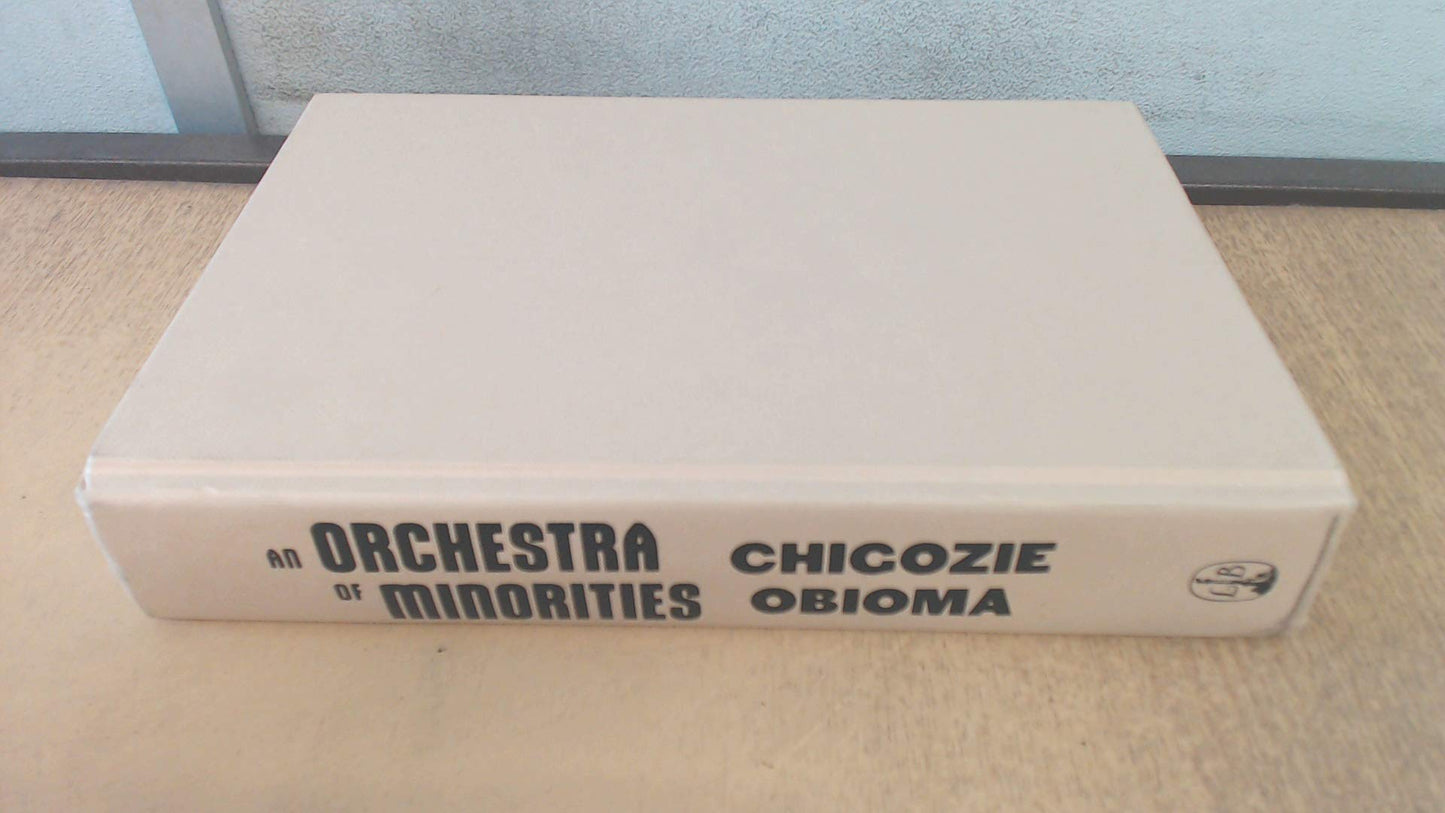 AN ORCHESTRA
OF MINORITIES
CHIGOZIE
OBIOMA
L B